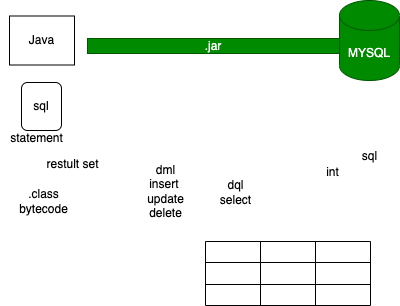 Java
.jar
MYSQL
sql
statement
restult set
sql
int
dml
insert
update
delete
dql
select
.class
bytecode